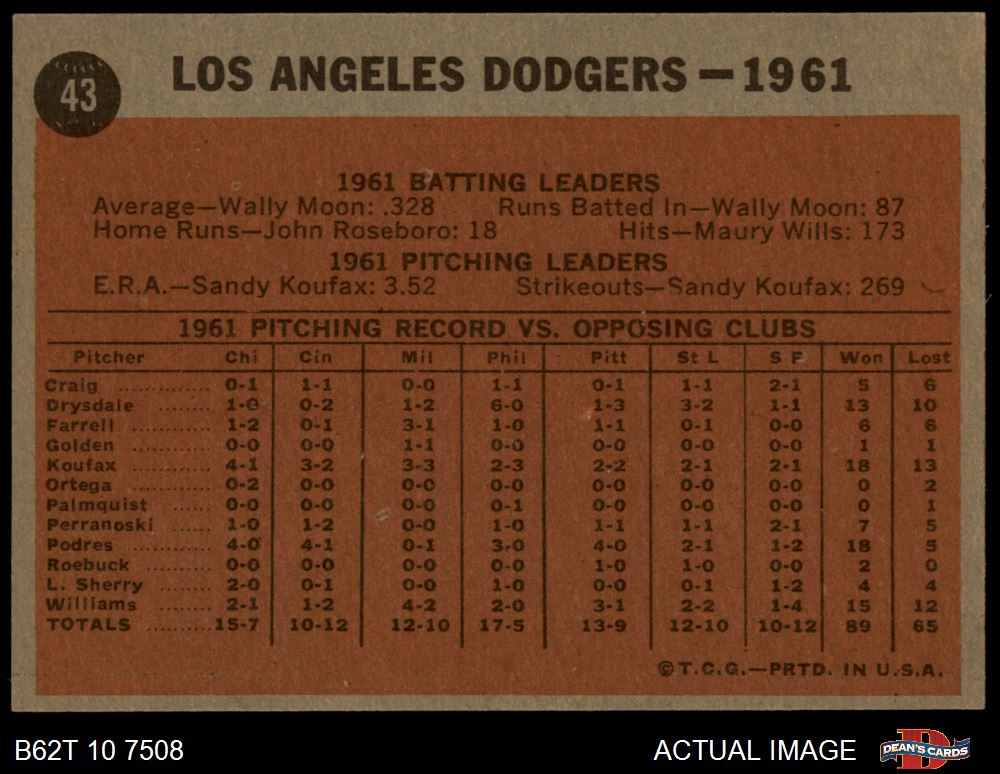 43
LOS ANGELES DODGERS — 1961
1961 BATTING LEADERS
Average—Wally Moon: .328 Runs Batted In—Wally Moon: 87
Home Runs—John Roseboro: 18 Hits—Maury Wills: 173
1961 PITCHING LEADERS
E.R.A.—Sandy Koufax: 3.52 Strikeouts—Sandy Koufax: 269
1961 PITCHING RECORD VS. OPPOSING CLUBS
Pitcher Chi Cin Mil Phil Pitt St L S F Won Lost
Craig ............ 0-1 1-1 0-0 1-1 0-1 1-1 2-1 5 6
Drysdale ........ 1-0 0-2 1-2 6-0 1-3 3-2 1-1 13 10
Farrell ............ 1-2 0-1 3-1 1-0 1-1 0-1 0-0 6 6
Golden .......... 0-0 0-0 1-1 0-0 0-0 0-0 0-0 1 1
Koufax .......... 4-1 3-2 3-3 2-3 2-2 2-1 2-1 18 13
Ortega .......... 0-2 0-0 0-0 0-0 0-0 0-0 0-0 0 2
Palmquist ...... 0-0 0-0 0-0 0-1 0-0 0-0 0-0 0 1
Perranoski ...... 1-0 1-2 0-0 1-0 1-1 1-1 2-1 7 5
Podres .......... 4-0 4-1 0-1 3-0 4-0 2-1 1-2 18 5
Roebuck ........ 0-0 0-0 0-0 0-0 1-0 1-0 0-0 2 0
L. Sherry ........ 2-0 0-1 0-0 1-0 0-0 0-1 1-2 4 4
Williams ........ 2-1 1-2 4-2 2-0 3-1 2-2 1-4 15 12
TOTALS .......... 15-7 10-12 12-10 17-5 13-9 12-10 10-12 89 65
©T.C.G.—PRTD. IN U.S.A.
B62T 10 7508 ACTUAL IMAGE DEAN'S CARDS